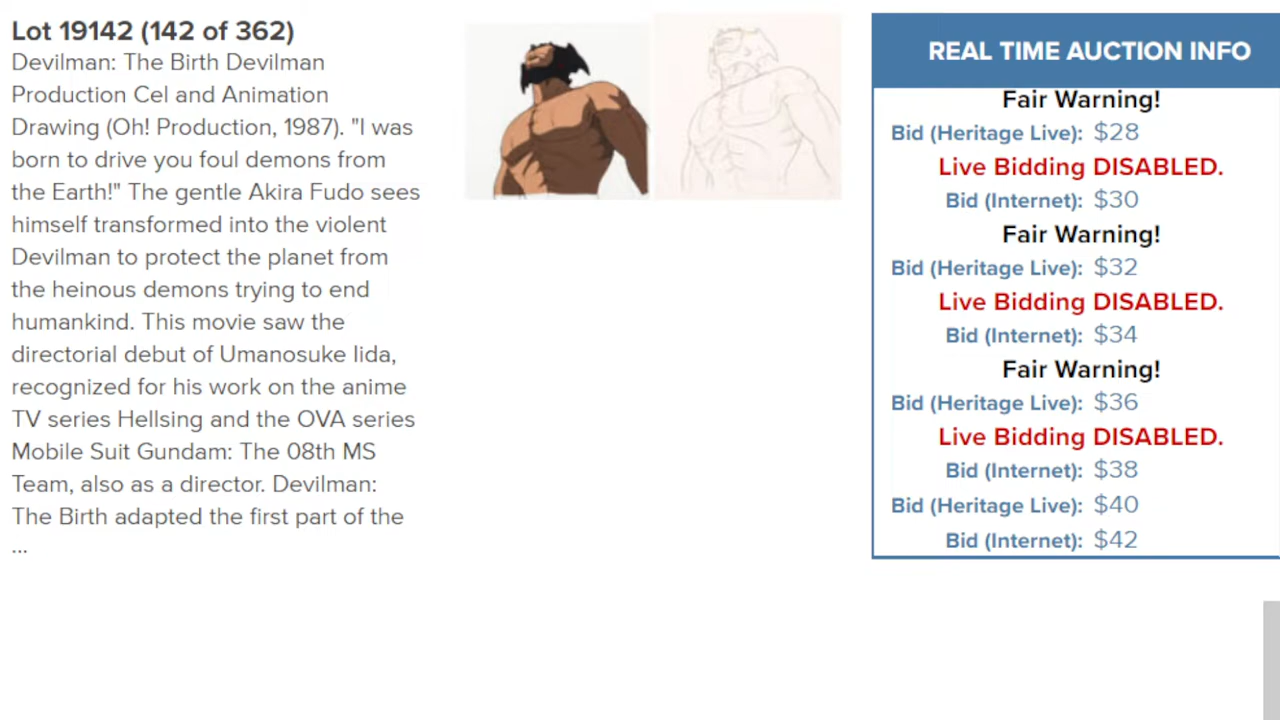 Lot 19142 (142 of 362)
Devilman: The Birth Devilman
Production Cel and Animation
Drawing (Oh! Production, 1987). "I was
born to drive you foul demons from
the Earth!" The gentle Akira Fudo sees
himself transformed into the violent
Devilman to protect the planet from
the heinous demons trying to end
humankind. This movie saw the
directorial debut of Umanosuke Iida,
recognized for his work on the anime
TV series Hellsing and the OVA series
Mobile Suit Gundam: The 08th MS
Team, also as a director. Devilman:
The Birth adapted the first part of the
...
REAL TIME AUCTION INFO
Fair Warning!
Bid (Heritage Live): $28
Live Bidding DISABLED.
Bid (Internet): $30
Fair Warning!
Bid (Heritage Live): $32
Live Bidding DISABLED.
Bid (Internet): $34
Fair Warning!
Bid (Heritage Live): $36
Live Bidding DISABLED.
Bid (Internet): $38
Bid (Heritage Live): $40
Bid (Internet): $42